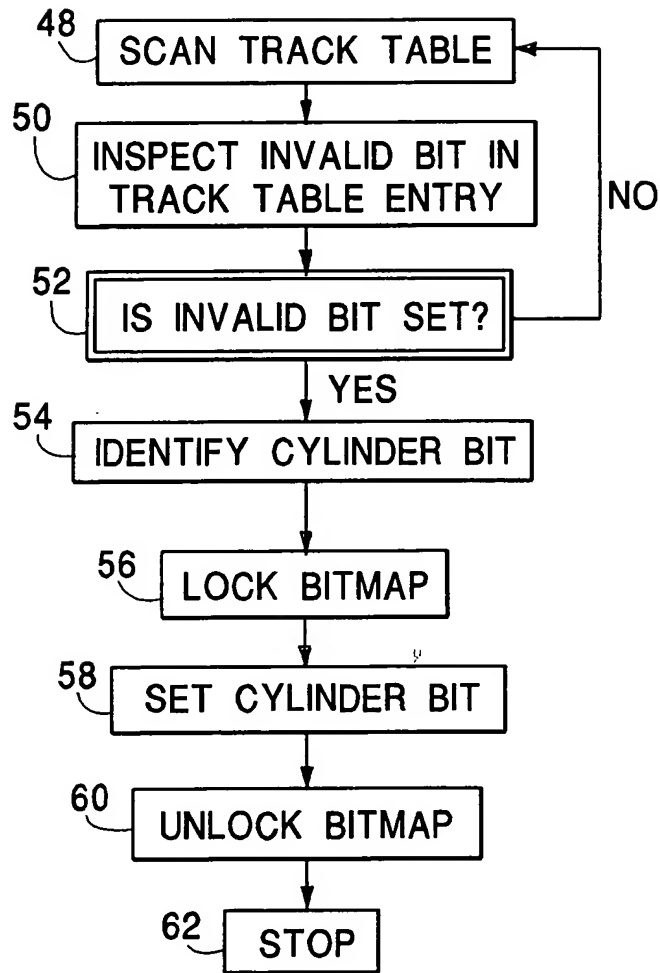 48
SCAN TRACK TABLE
50
INSPECT INVALID BIT IN
TRACK TABLE ENTRY
NO
52
IS INVALID BIT SET?
YES
54
IDENTIFY CYLINDER BIT
56
LOCK BITMAP
58
SET CYLINDER BIT
60
UNLOCK BITMAP
62
STOP